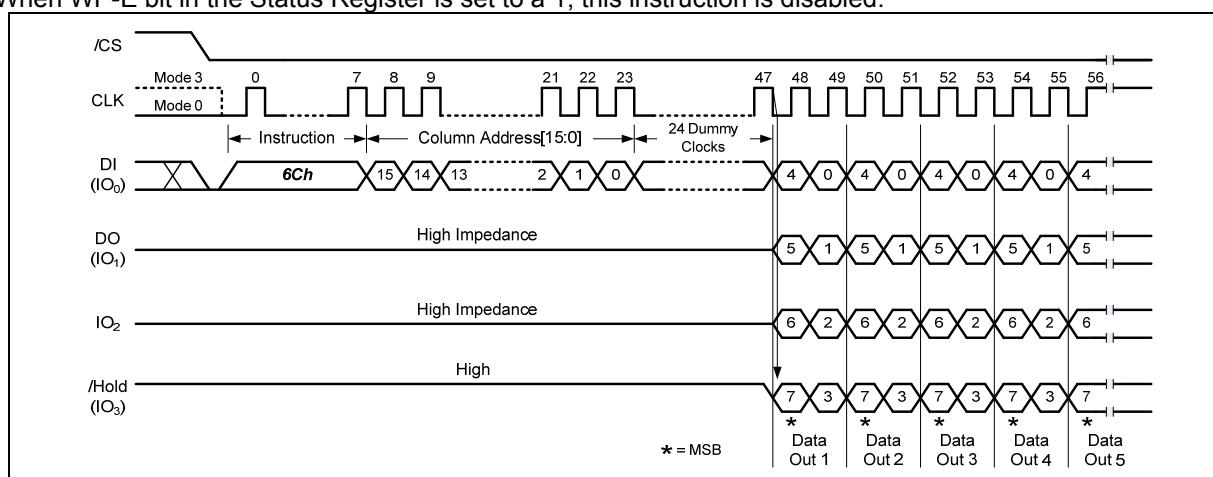 When WP-E bit in the Status Register is set to a 1, this instruction is disabled.
/CS
Mode 3 0 7 8 9 21 22 23 47 48 49 50 51 52 53 54 55 56
CLK Mode 0
Instruction Column Address[15:0] 24 Dummy
Clocks
DI
(IO0) 6Ch 15 14 13 2 1 0 4 0 4 0 4 0 4 0 4
DO
(IO1) High Impedance 5 1 5 1 5 1 5 1 5
IO2 High Impedance 6 2 6 2 6 2 6 2 6
/Hold
(IO3) High 7 3 7 3 7 3 7 3 7
* * * * *
* = MSB
Data
Out 1
Data
Out 2
Data
Out 3
Data
Out 4
Data
Out 5